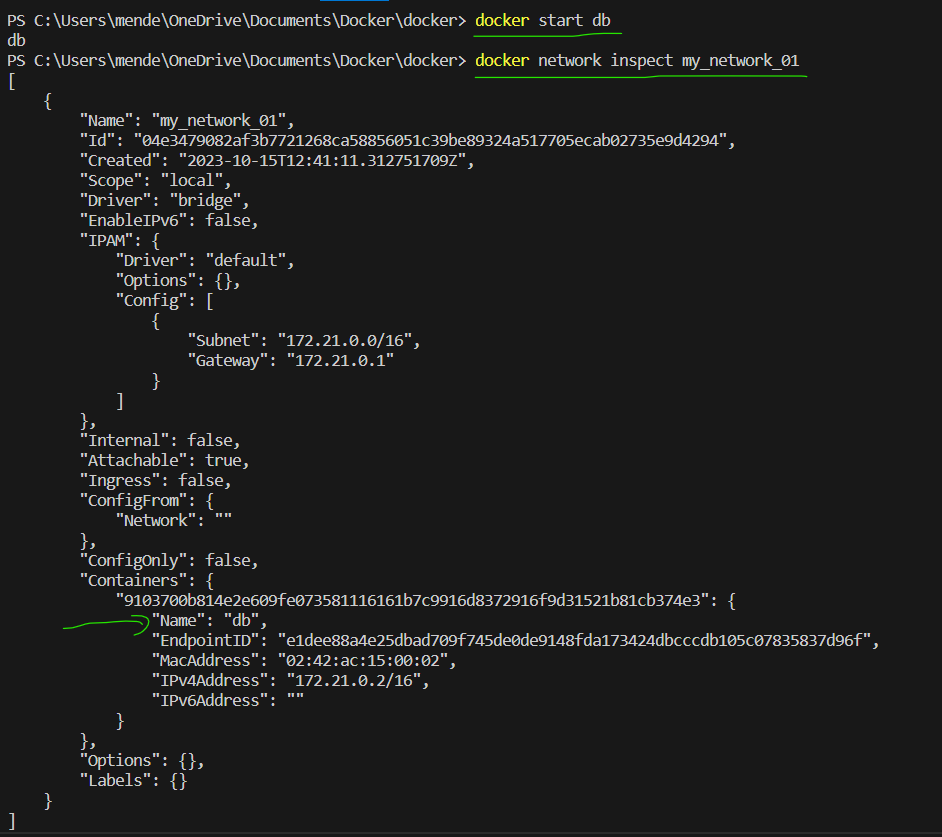 PS C:\Users\mende\OneDrive\Documents\Docker\docker> docker start db
db
PS C:\Users\mende\OneDrive\Documents\Docker\docker> docker network inspect my_network_01
[
    {
        "Name": "my_network_01",
        "Id": "04e3479082af3b7721268ca58856051c39be89324a517705ecab02735e9d4294",
        "Created": "2023-10-15T12:41:11.312751709Z",
        "Scope": "local",
        "Driver": "bridge",
        "EnableIPv6": false,
        "IPAM": {
            "Driver": "default",
            "Options": {},
            "Config": [
                {
                    "Subnet": "172.21.0.0/16",
                    "Gateway": "172.21.0.1"
                }
            ]
        },
        "Internal": false,
        "Attachable": true,
        "Ingress": false,
        "ConfigFrom": {
            "Network": ""
        },
        "ConfigOnly": false,
        "Containers": {
            "9103700b814e2e609fe073581116161b7c9916d8372916f9d31521b81cb374e3": {
                "Name": "db",
                "EndpointID": "e1dee88a4e25dbad709f745de0de9148fda173424dbcccdb105c07835837d96f",
                "MacAddress": "02:42:ac:15:00:02",
                "IPv4Address": "172.21.0.2/16",
                "IPv6Address": ""
            }
        },
        "Options": {},
        "Labels": {}
    }
]